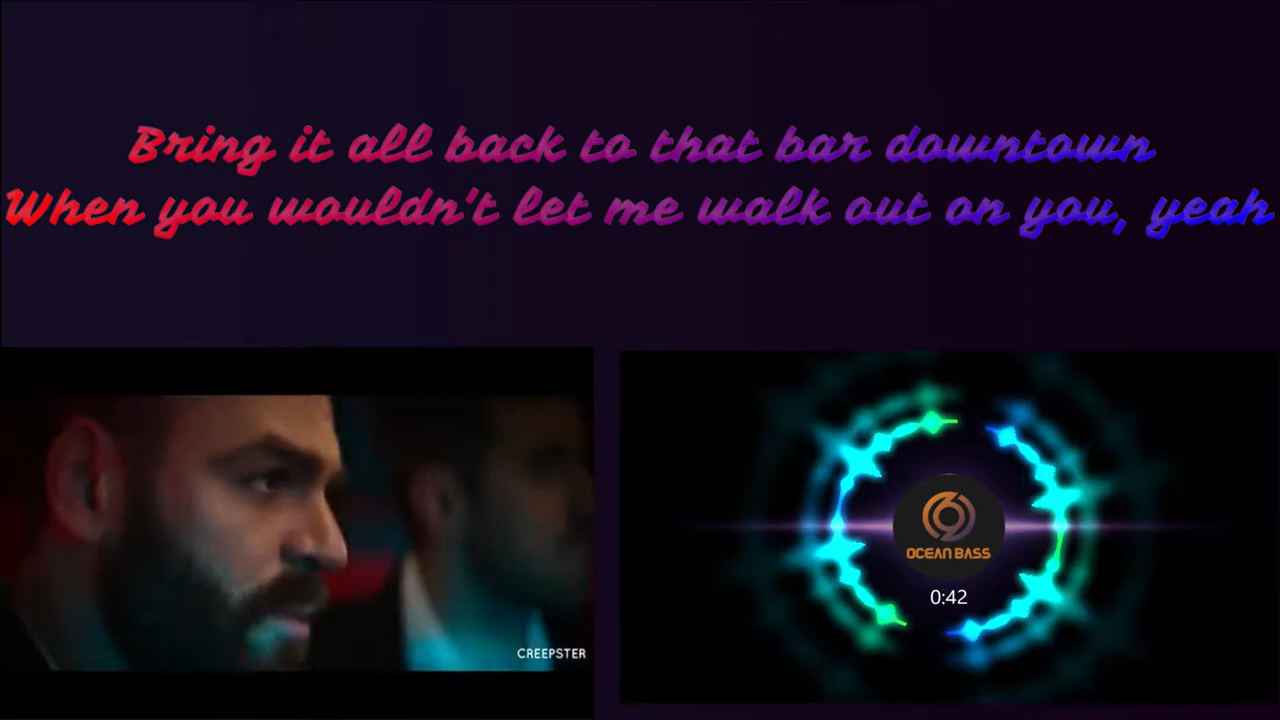 Bring it all back to that bar downtown
When you wouldn't let me walk out on you, yeah
CREEPSTER
OCEAN BASS
0:42